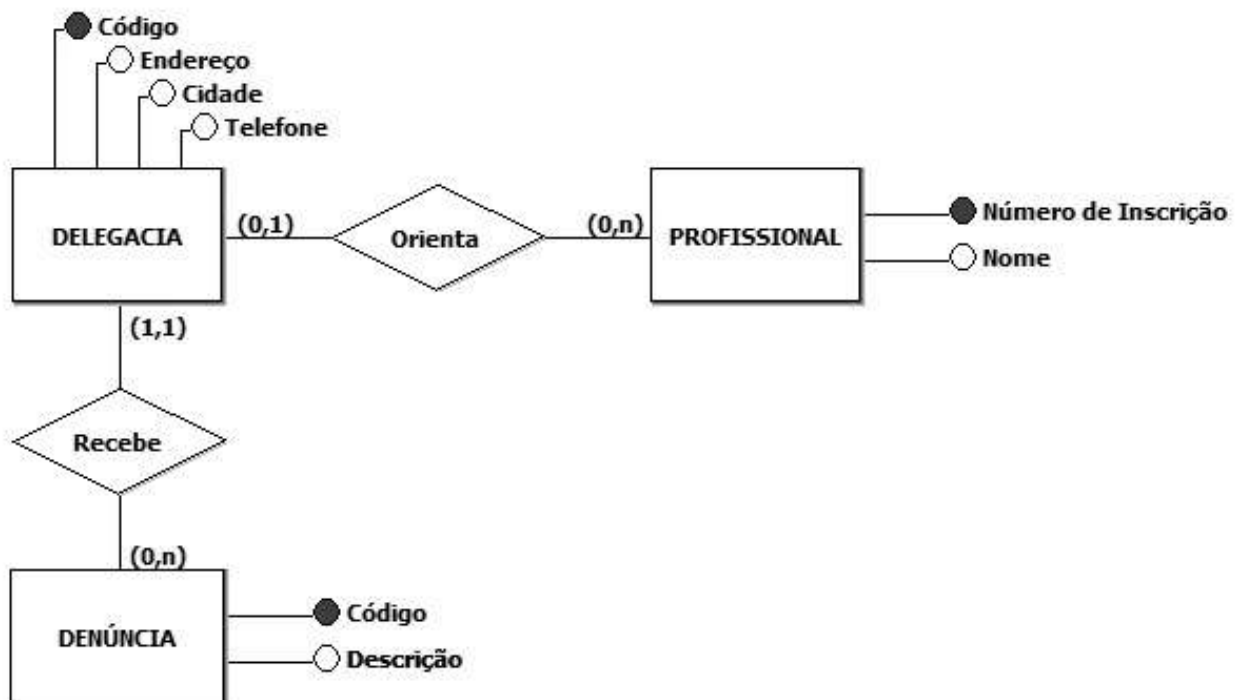 Código
Endereço
Cidade
Telefone
DELEGACIA
(0,1)
Orienta
(0,n)
PROFISSIONAL
Número de Inscrição
Nome
(1,1)
Recebe
(0,n)
DENÚNCIA
Código
Descrição